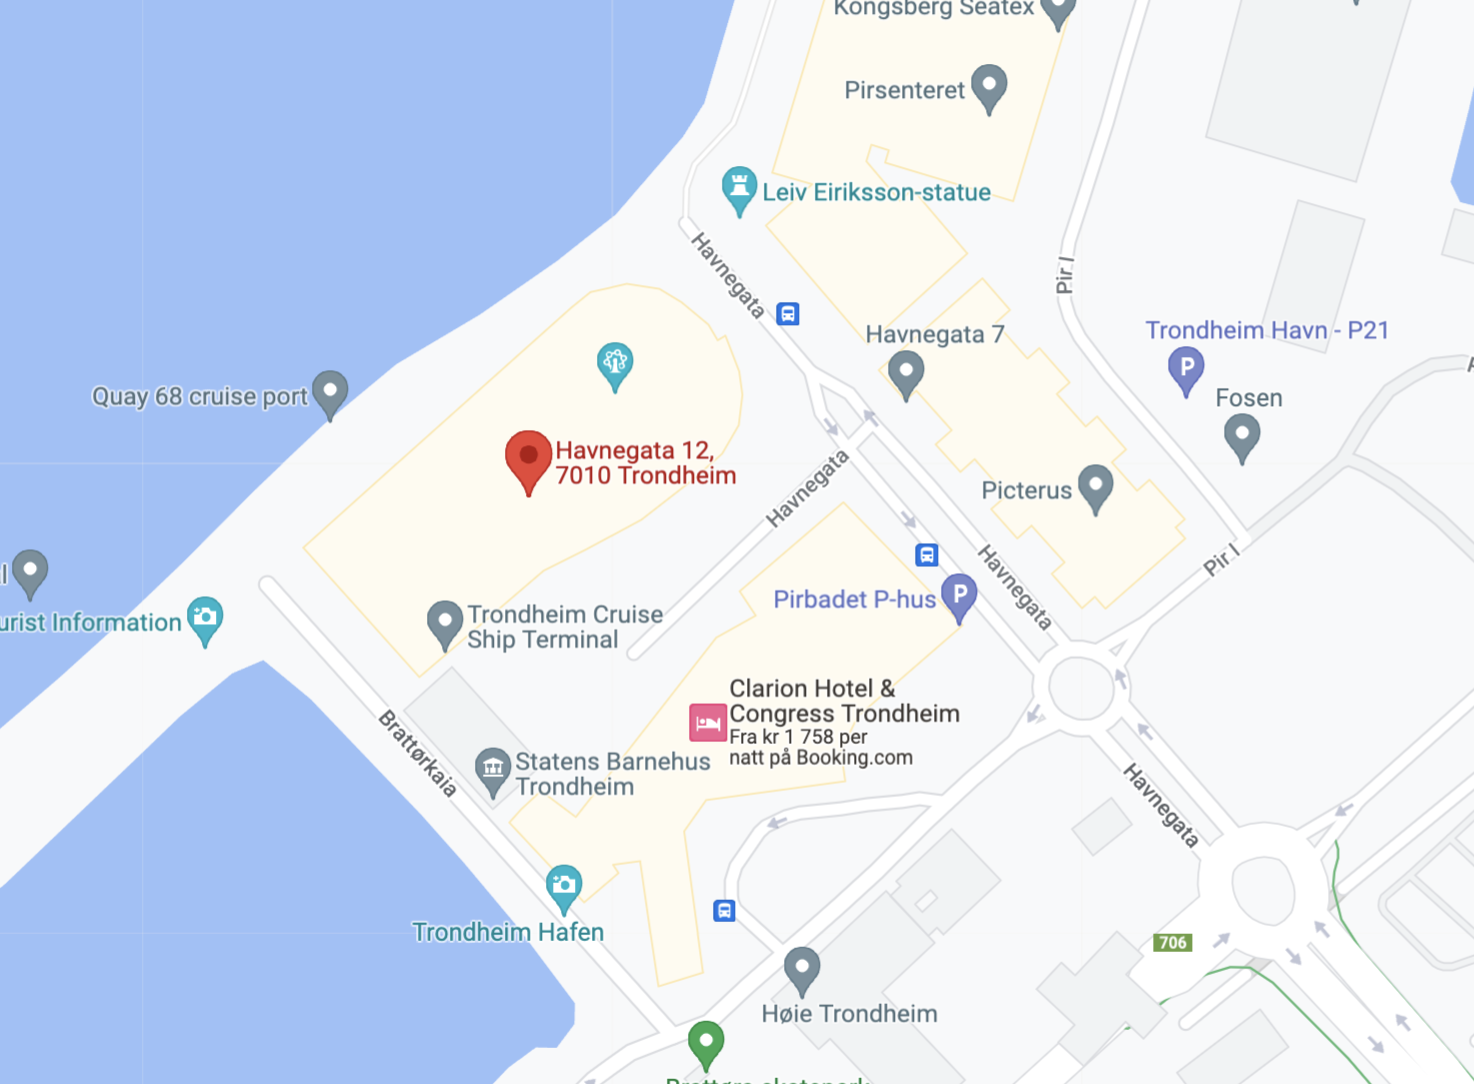 Kongsberg Seatex
Pirsenteret
Leiv Eiriksson-statue
Havnegata
Pir I
Trondheim Havn - P21
Havnegata 7
Fosen
Quay 68 cruise port
Havnegata 12,
7010 Trondheim
Havnegata
Picterus
Havnegata
Pir I
Pirbadet P-hus
urist Information
Trondheim Cruise
Ship Terminal
Clarion Hotel &
Congress Trondheim
Fra kr 1 758 per
natt på Booking.com
Brattørkaia
Statens Barnehus
Trondheim
Havnegata
Trondheim Hafen
706
Høie Trondheim
P
P